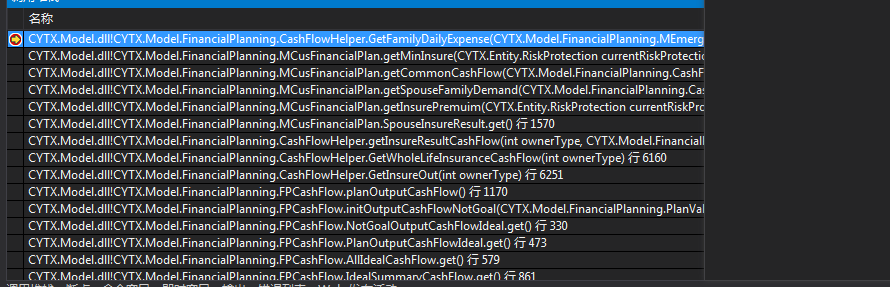 名称
CYTX.Model.dll!CYTX.Model.FinancialPlanning.CashFlowHelper.GetFamilyDailyExpense(CYTX.Model.FinancialPlanning.MEmerg
CYTX.Model.dll!CYTX.Model.FinancialPlanning.MCusFinancialPlan.getMinInsure(CYTX.Entity.RiskProtection currentRiskProtectio
CYTX.Model.dll!CYTX.Model.FinancialPlanning.MCusFinancialPlan.getCommonCashFlow(CYTX.Model.FinancialPlanning.CashF
CYTX.Model.dll!CYTX.Model.FinancialPlanning.MCusFinancialPlan.getSpouseFamilyDemand(CYTX.Model.FinancialPlanning.C
CYTX.Model.dll!CYTX.Model.FinancialPlanning.MCusFinancialPlan.getInsurePremuim(CYTX.Entity.RiskProtection currentRiskPro
CYTX.Model.dll!CYTX.Model.FinancialPlanning.MCusFinancialPlan.SpouseInsureResult.get() 行 1570
CYTX.Model.dll!CYTX.Model.FinancialPlanning.CashFlowHelper.getInsureResultCashFlow(int ownerType, CYTX.Model.Financial
CYTX.Model.dll!CYTX.Model.FinancialPlanning.CashFlowHelper.GetWholeLifeInsuranceCashFlow(int ownerType) 行 6160
CYTX.Model.dll!CYTX.Model.FinancialPlanning.CashFlowHelper.GetInsureOut(int ownerType) 行 6251
CYTX.Model.dll!CYTX.Model.FinancialPlanning.FPCashFlow.planOutputCashFlow() 行 1170
CYTX.Model.dll!CYTX.Model.FinancialPlanning.FPCashFlow.initOutputCashFlowNotGoal(CYTX.Model.FinancialPlanning.PlanVal
CYTX.Model.dll!CYTX.Model.FinancialPlanning.FPCashFlow.NotGoalOutputCashFlowIdeal.get() 行 330
CYTX.Model.dll!CYTX.Model.FinancialPlanning.FPCashFlow.PlanOutputCashFlowIdeal.get() 行 473
CYTX.Model.dll!CYTX.Model.FinancialPlanning.FPCashFlow.AllIdealCashFlow.get() 行 579
CYTX.Model.dll!CYTX.Model.FinancialPlanning.FPCashFlow.IdealSummaryCashFlow.get() 行 861